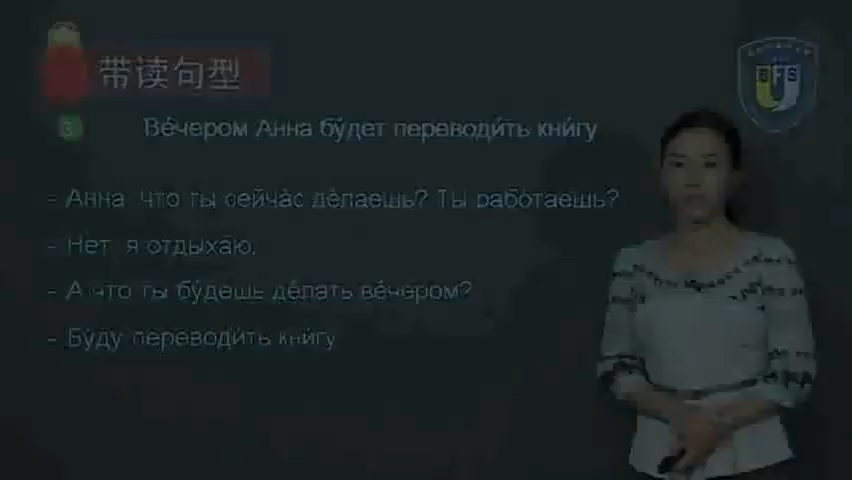 带读句型
3 Ве́чером Анна бу́дет переводи́ть кни́гу
- Анна, что ты сейча́с де́лаешь? Ты рабо́таешь?
- Нет, я отдыха́ю.
- А что ты бу́дешь де́лать ве́чером?
- Бу́ду переводи́ть кни́гу